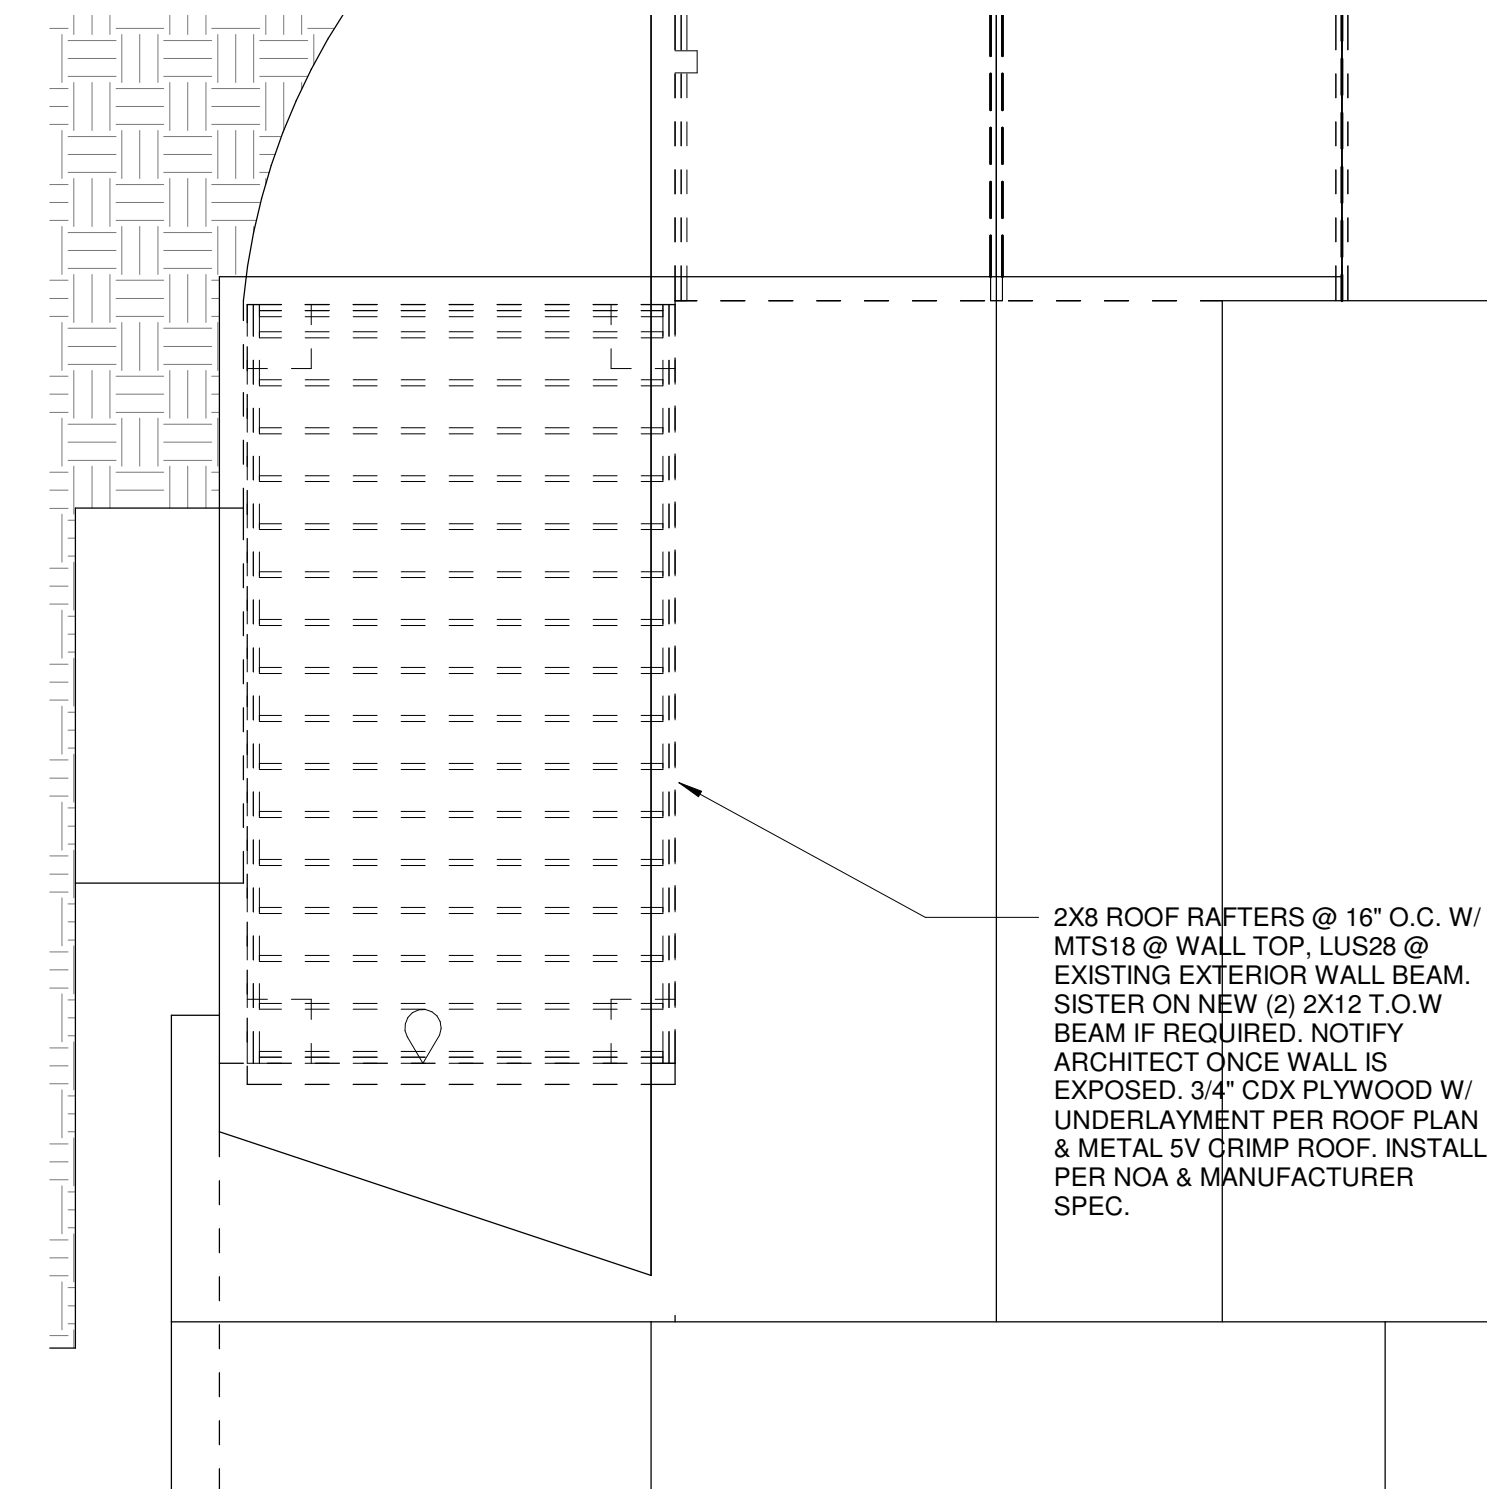 2X8 ROOF RAFTERS @ 16" O.C. W/
MTS18 @ WALL TOP, LUS28 @
EXISTING EXTERIOR WALL BEAM.
SISTER ON NEW (2) 2X12 T.O.W
BEAM IF REQUIRED. NOTIFY
ARCHITECT ONCE WALL IS
EXPOSED. 3/4" CDX PLYWOOD W/
UNDERLAYMENT PER ROOF PLAN
& METAL 5V CRIMP ROOF. INSTALL
PER NOA & MANUFACTURER
SPEC.